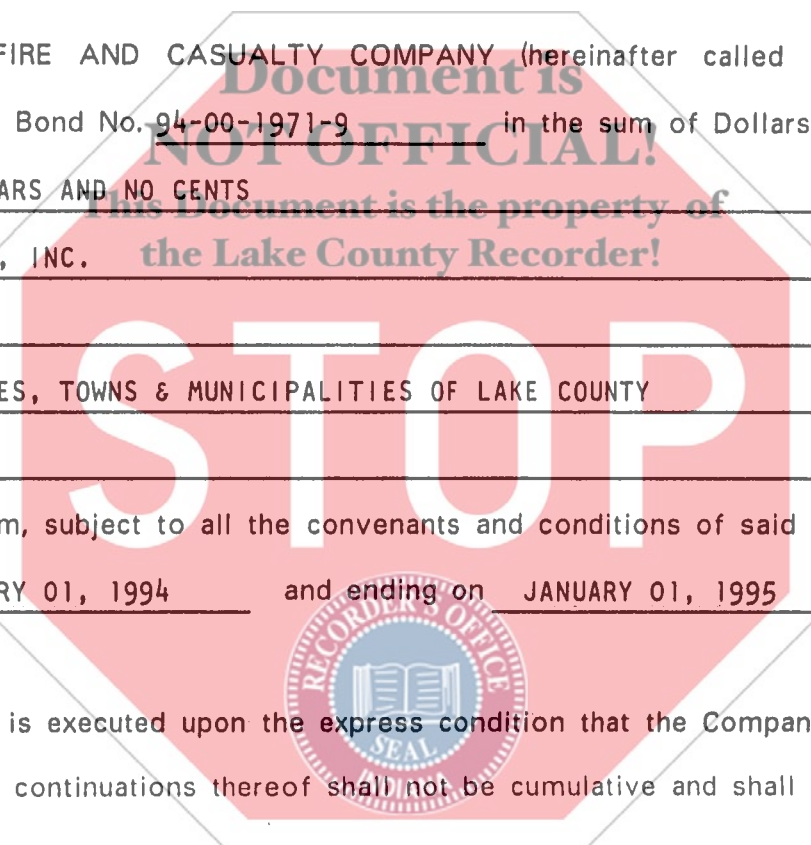 FIRE AND CASUALTY COMPANY (hereinafter called
Document is
Bond No. 94-00-1971-9 in the sum of Dollars
NOT OFFICIAL!
ARS AND NO CENTS
This Document is the property of
, INC. the Lake County Recorder!
STOP
ES, TOWNS & MUNICIPALITIES OF LAKE COUNTY
m, subject to all the convenants and conditions of said
RY 01, 1994 and ending on JANUARY 01, 1995
RECORDER'S OFFICE
SEAL
INDIANA
is executed upon the express condition that the Compan
continuations thereof shall not be cumulative and shall